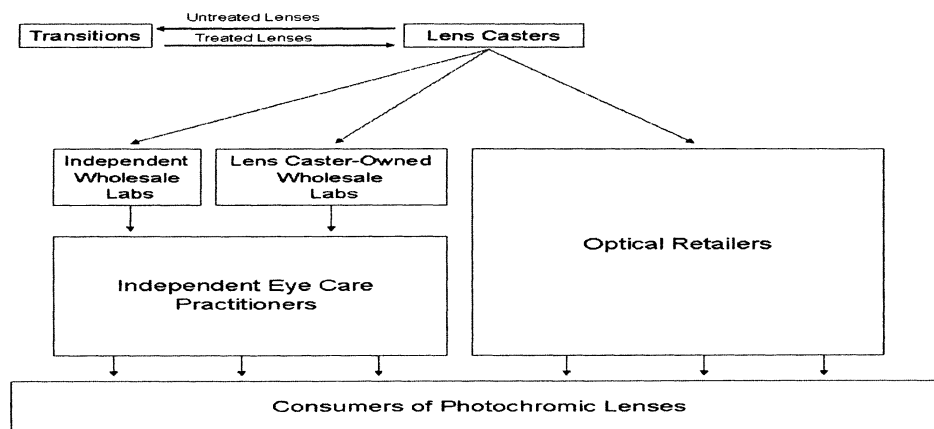 Untreated Lenses
Transitions
Treated Lenses
Lens Casters
Independent
Wholesale
Labs
Lens Caster-Owned
Wholesale
Labs
Optical Retailers
Independent Eye Care
Practitioners
Consumers of Photochromic Lenses